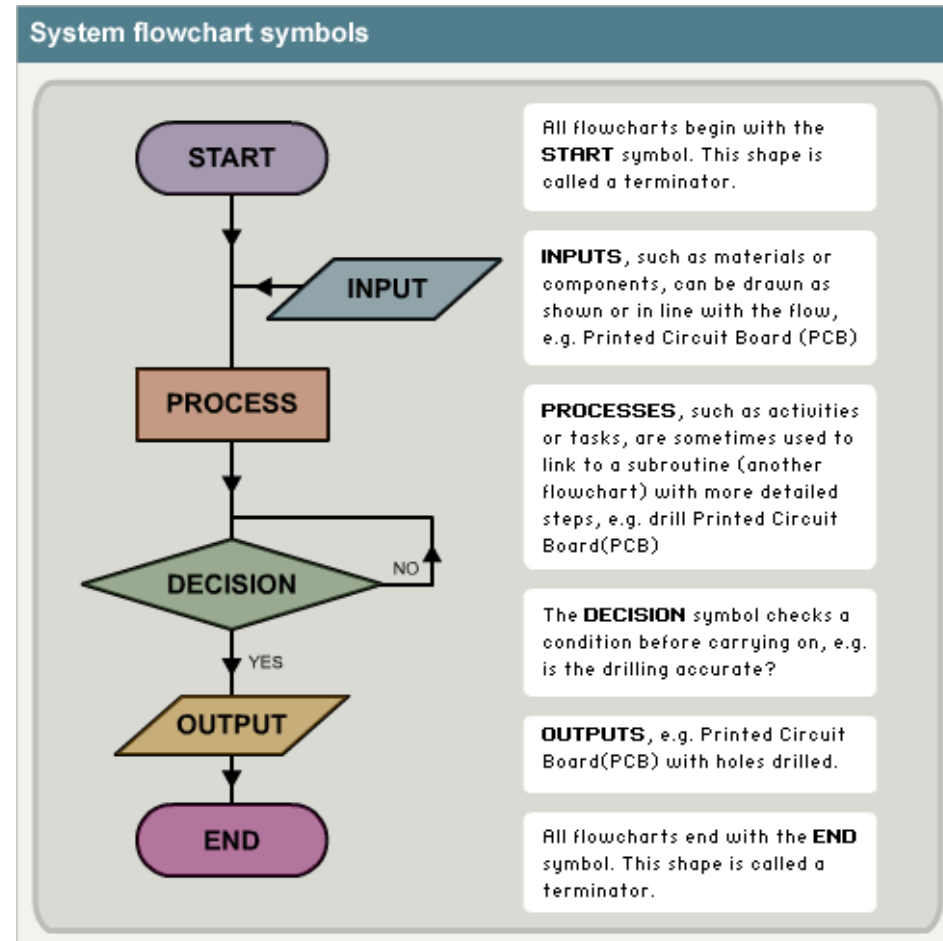 System flowchart symbols
START
All flowcharts begin with the
START symbol. This shape is
called a terminator.
INPUT
INPUTS, such as materials or
components, can be drawn as
shown or in line with the flow,
e.g. Printed Circuit Board (PCB)
PROCESS
PROCESSES, such as activities
or tasks, are sometimes used to
link to a subroutine (another
flowchart) with more detailed
steps, e.g. drill Printed Circuit
Board(PCB)
DECISION
NO
YES
The DECISION symbol checks a
condition before carrying on, e.g.
is the drilling accurate?
OUTPUT
OUTPUTS, e.g. Printed Circuit
Board(PCB) with holes drilled.
END
All flowcharts end with the END
symbol. This shape is called a
terminator.